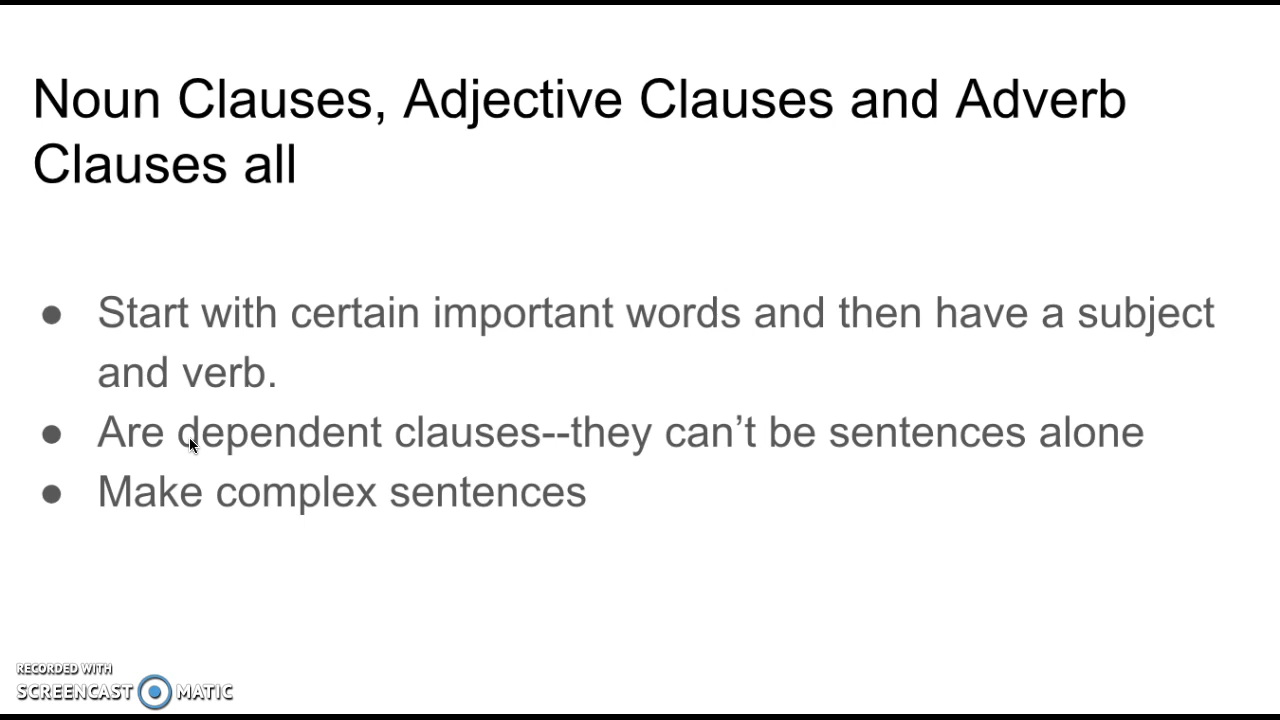 Noun Clauses, Adjective Clauses and Adverb
Clauses all
● Start with certain important words and then have a subject
and verb.
● Are dependent clauses--they can’t be sentences alone
● Make complex sentences
RECORDED WITH
SCREENCAST MATIC